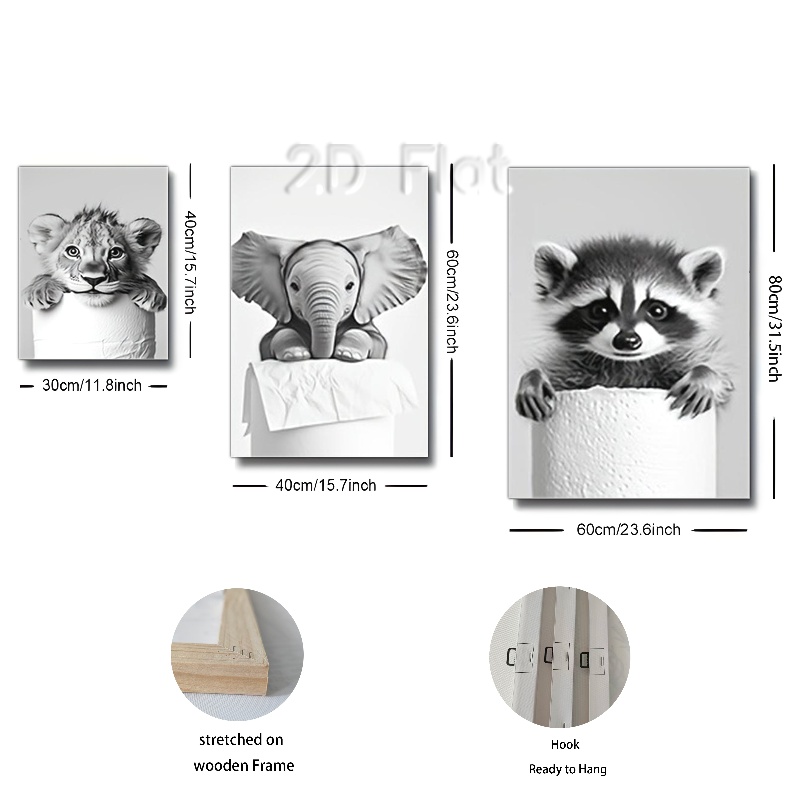 2D Flat
40cm/15.7inch
30cm/11.8inch
60cm/23.6inch
40cm/15.7inch
80cm/31.5inch
60cm/23.6inch
stretched on
wooden Frame
Hook
Ready to Hang